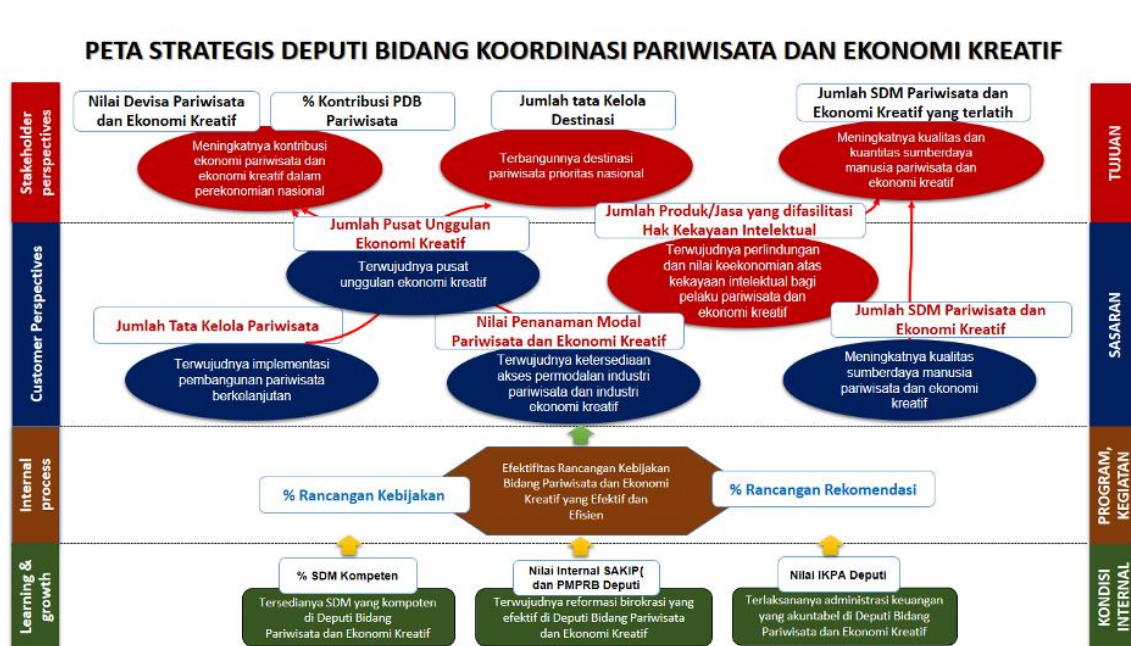 PETA STRATEGIS DEPUTI BIDANG KOORDINASI PARIWISATA DAN EKONOMI KREATIF
Stakeholder
perspectives
Nilai Devisa Pariwisata
dan Ekonomi Kreatif
% Kontribusi PDB
Pariwisata
Meningkatnya kontribusi
ekonomi pariwisata dan
ekonomi kreatif dalam
perekonomian nasional
Jumlah tata Kelola
Destinasi
Terbangunnya destinasi
pariwisata prioritas nasional
Jumlah SDM Pariwisata dan
Ekonomi Kreatif yang terlatih
Meningkatnya kualitas dan
kuantitas sumberdaya
manusia pariwisata dan
ekonomi kreatif
TUJUAN
Customer Perspectives
Jumlah Pusat Unggulan
Ekonomi Kreatif
Terwujudnya pusat
unggulan ekonomi kreatif
Jumlah Produk/Jasa yang difasilitasi
Hak Kekayaan Intelektual
Terwujudnya perlindungan
dan nilai keekonomian atas
kekayaan intelektual bagi
pelaku pariwisata dan
ekonomi kreatif
Jumlah Tata Kelola Pariwisata
Terwujudnya implementasi
pembangunan pariwisata
berkelanjutan
Nilai Penanaman Modal
Pariwisata dan Ekonomi Kreatif
Terwujudnya ketersediaan
akses permodalan industri
pariwisata dan industri
ekonomi kreatif
Jumlah SDM Pariwisata dan
Ekonomi Kreatif
Meningkatnya kualitas
sumberdaya manusia
pariwisata dan ekonomi
kreatif
SASARAN
Internal
process
% Rancangan Kebijakan
Efektifitas Rancangan Kebijakan
Bidang Pariwisata dan Ekonomi
Kreatif yang Efektif dan
Efisien
% Rancangan Rekomendasi
PROGRAM,
KEGIATAN
Learning &
growth
% SDM Kompeten
Tersedianya SDM yang kompoten
di Deputi Bidang
Pariwisata dan Ekonomi Kreatif
Nilai Internal SAKIP(
dan PMPRB Deputi
Terwujudnya reformasi birokrasi yang
efektif di Deputi Bidang Pariwisata
dan Ekonomi Kreatif
Nilai IKPA Deputi
Terlaksananya administrasi keuangan
yang akuntabel di Deputi Bidang
Pariwisata dan Ekonomi Kreatif
KONDISI
INTERNAL